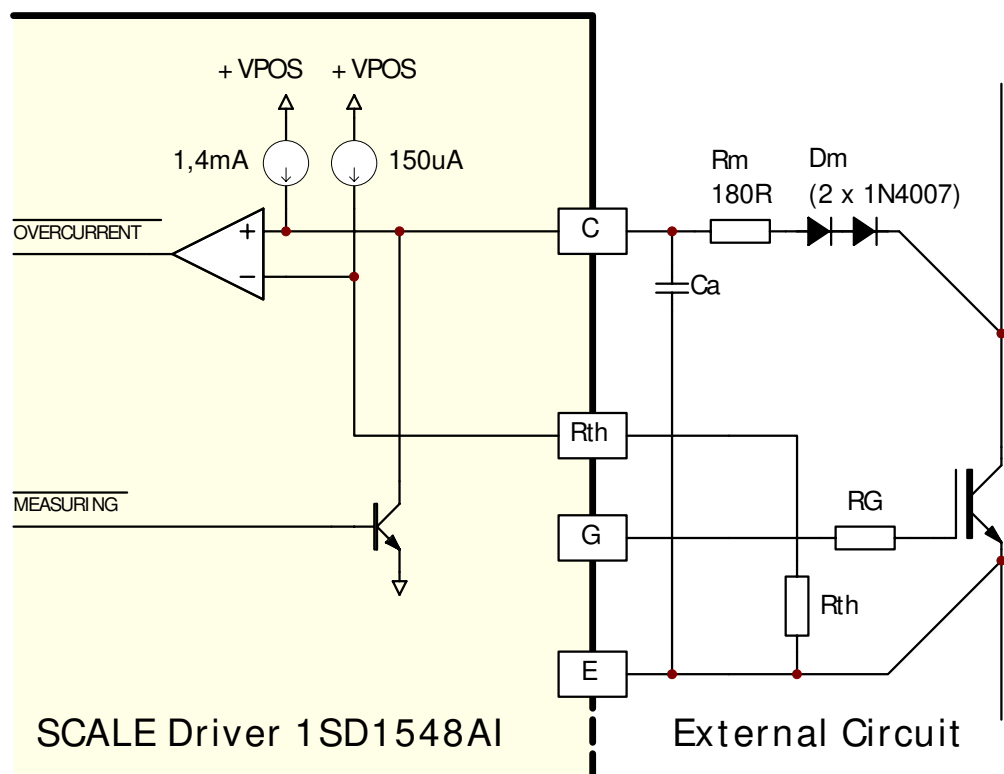 + VPOS + VPOS
1,4mA 150uA
Rm Dm
180R (2 x 1N4007)
OVERCURRENT
+
−
C
Ca
Rth
MEASURING
RG
G
Rth
E
SCALE Driver 1SD1548AI External Circuit